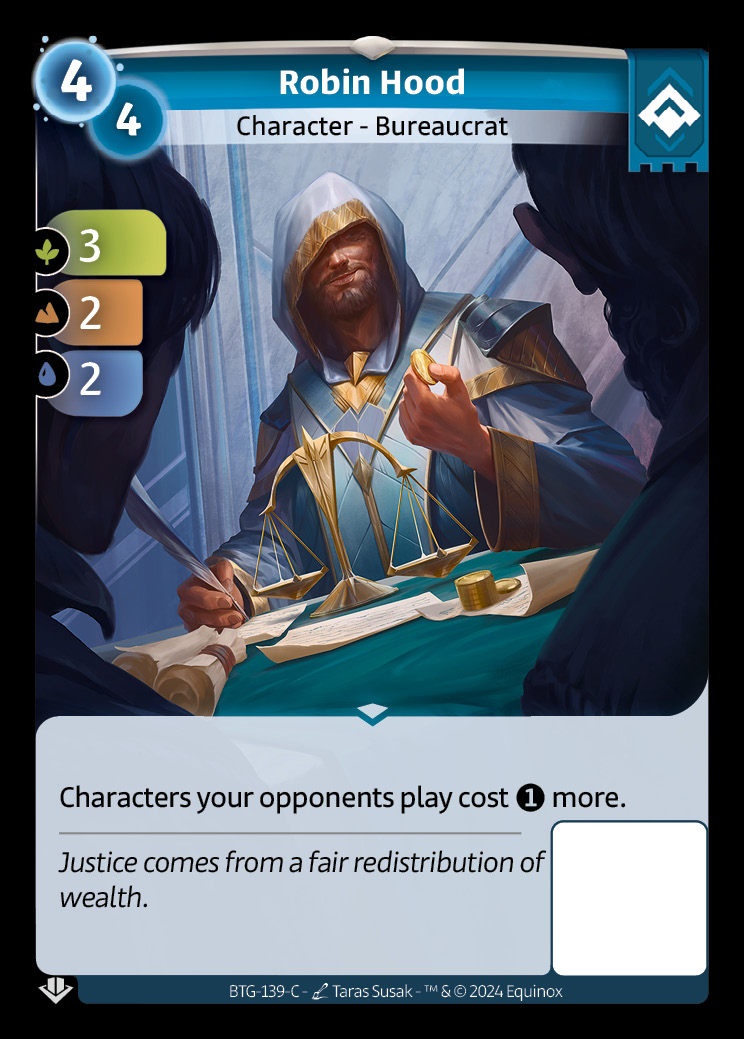 4
4
Robin Hood
Character - Bureaucrat
3
2
2
Characters your opponents play cost 1 more.
Justice comes from a fair redistribution of
wealth.
BTG-139-C - Taras Susak - ™ & © 2024 Equinox